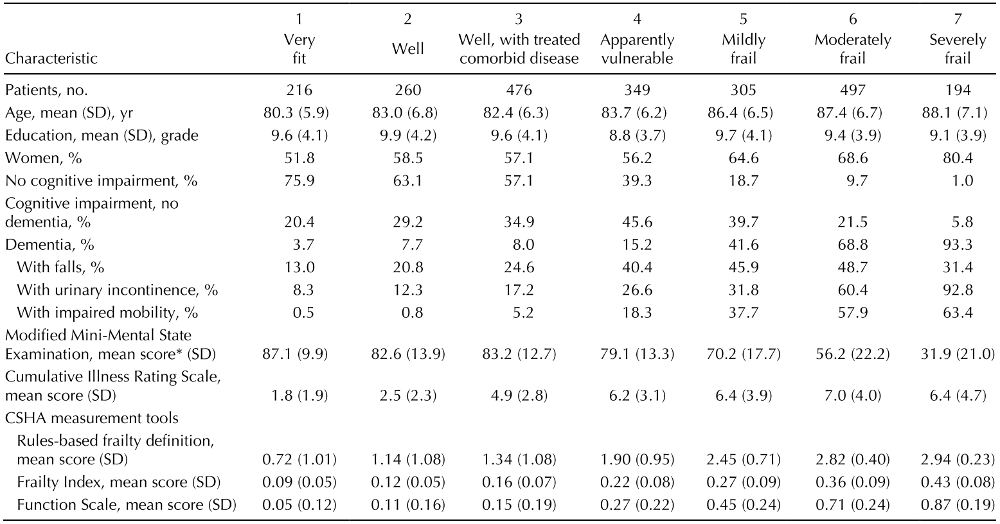 1 2 3 4 5 6 7
Very Well, with treated Apparently Mildly Moderately Severely
Characteristic fit Well comorbid disease vulnerable frail frail frail
Patients, no. 216 260 476 349 305 497 194
Age, mean (SD), yr 80.3 (5.9) 83.0 (6.8) 82.4 (6.3) 83.7 (6.2) 86.4 (6.5) 87.4 (6.7) 88.1 (7.1)
Education, mean (SD), grade 9.6 (4.1) 9.9 (4.2) 9.6 (4.1) 8.8 (3.7) 9.7 (4.1) 9.4 (3.9) 9.1 (3.9)
Women, % 51.8 58.5 57.1 56.2 64.6 68.6 80.4
No cognitive impairment, % 75.9 63.1 57.1 39.3 18.7 9.7 1.0
Cognitive impairment, no
dementia, % 20.4 29.2 34.9 45.6 39.7 21.5 5.8
Dementia, % 3.7 7.7 8.0 15.2 41.6 68.8 93.3
With falls, % 13.0 20.8 24.6 40.4 45.9 48.7 31.4
With urinary incontinence, % 8.3 12.3 17.2 26.6 31.8 60.4 92.8
With impaired mobility, % 0.5 0.8 5.2 18.3 37.7 57.9 63.4
Modified Mini-Mental State
Examination, mean score* (SD) 87.1 (9.9) 82.6 (13.9) 83.2 (12.7) 79.1 (13.3) 70.2 (17.7) 56.2 (22.2) 31.9 (21.0)
Cumulative Illness Rating Scale,
mean score (SD) 1.8 (1.9) 2.5 (2.3) 4.9 (2.8) 6.2 (3.1) 6.4 (3.9) 7.0 (4.0) 6.4 (4.7)
CSHA measurement tools
Rules-based frailty definition,
mean score (SD) 0.72 (1.01) 1.14 (1.08) 1.34 (1.08) 1.90 (0.95) 2.45 (0.71) 2.82 (0.40) 2.94 (0.23)
Frailty Index, mean score (SD) 0.09 (0.05) 0.12 (0.05) 0.16 (0.07) 0.22 (0.08) 0.27 (0.09) 0.36 (0.09) 0.43 (0.08)
Function Scale, mean score (SD) 0.05 (0.12) 0.11 (0.16) 0.15 (0.19) 0.27 (0.22) 0.45 (0.24) 0.71 (0.24) 0.87 (0.19)